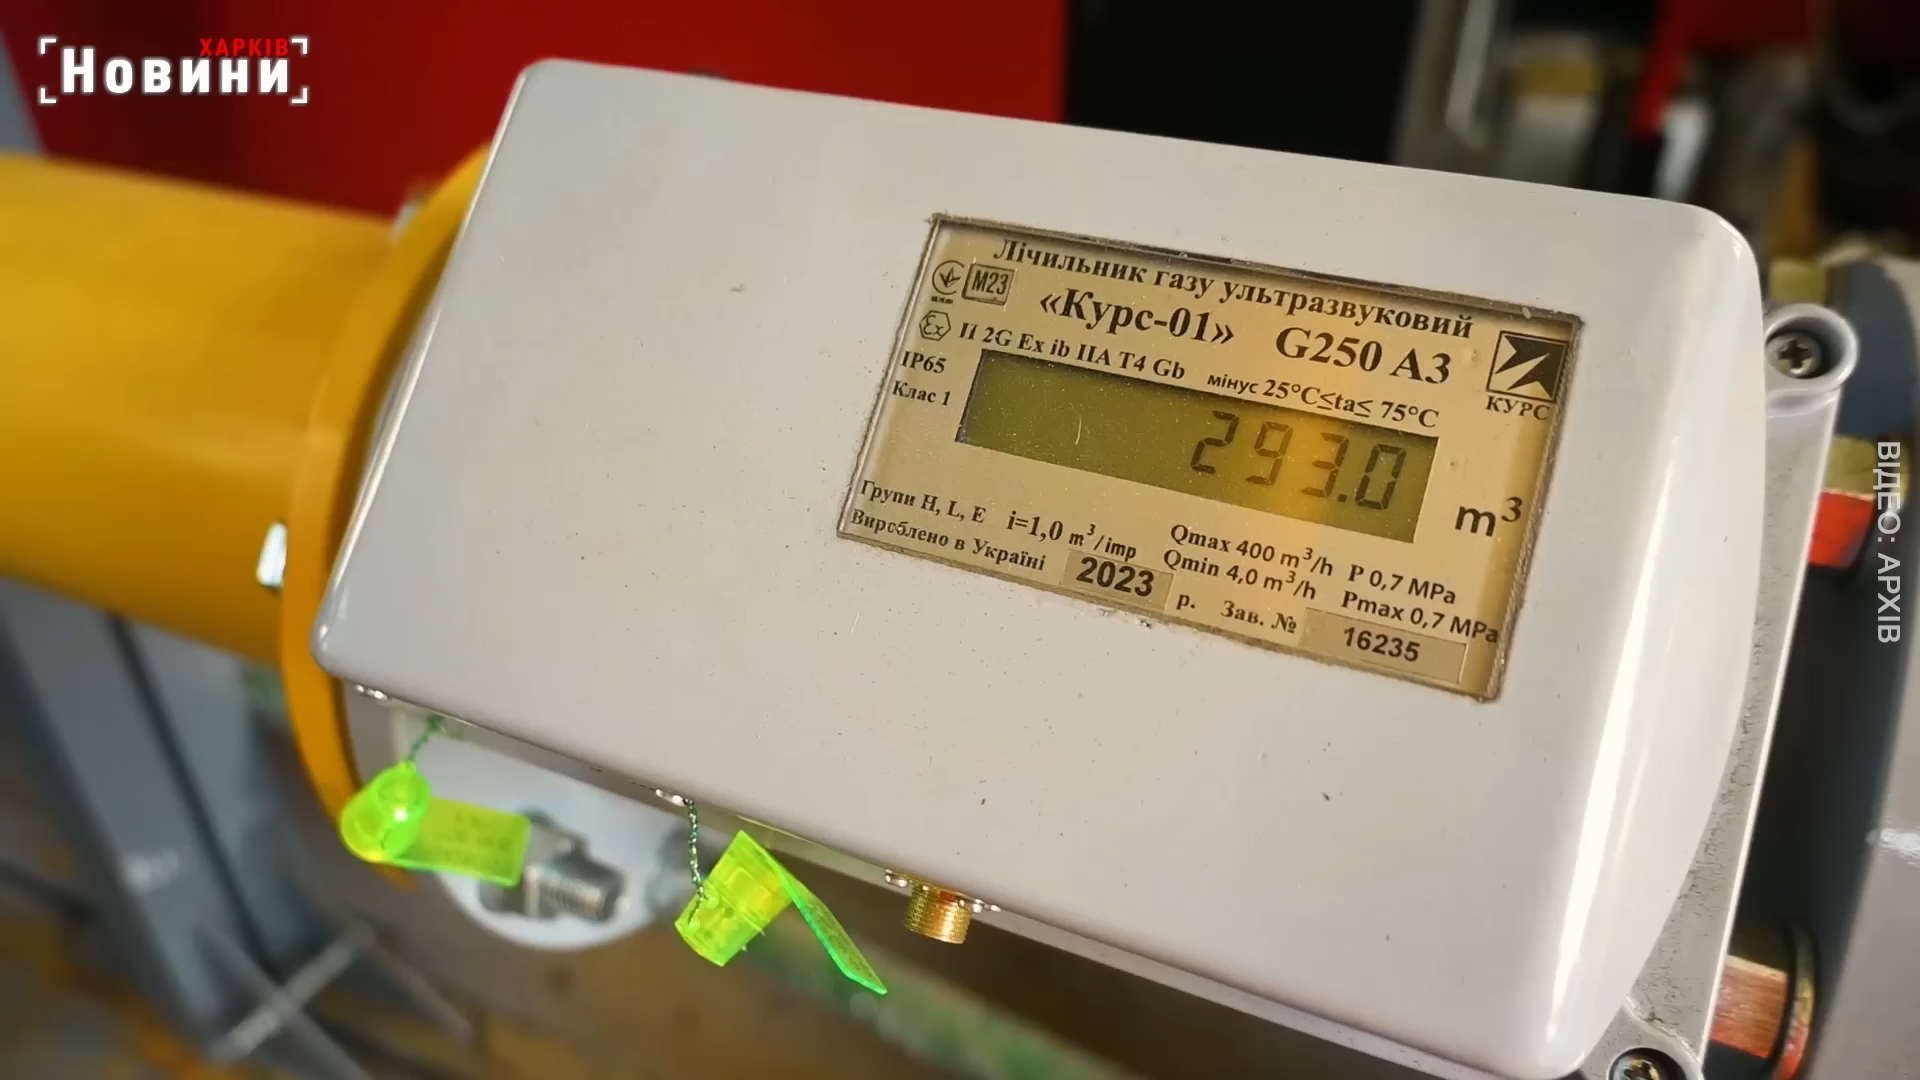 ХАРКІВ
Новини
Лічильник газу ультразвуковий
М23
«Курс-01» G250 A3
Ex II 2G Ex ib IIA T4 Gb
IP65
мінус 25°C≤ta≤ 75°C
Клас 1
КУРС
293.0
m³
Групи H, L, E i=1,0 m³/imp
Qmax 400 m³/h P 0,7 MPa
Вироблено в Україні
Qmin 4,0 m³/h Pmax 0,7 MPa
2023 р. Зав. № 16235
ВІДЕО: АРХІВ